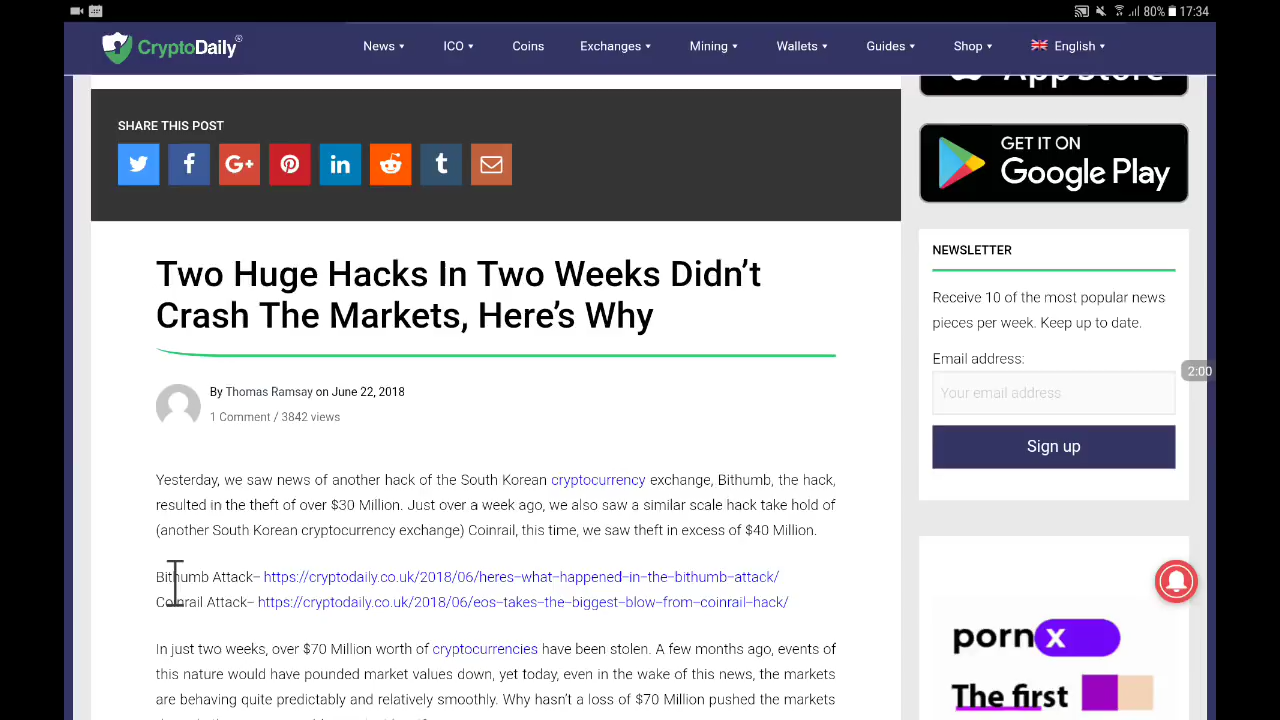 80% 17:34
CryptoDaily
News ICO Coins Exchanges Mining Wallets Guides Shop English
App Store
SHARE THIS POST
GET IT ON
Google Play
NEWSLETTER
Receive 10 of the most popular news
pieces per week. Keep up to date.
Email address:
Your email address
2:00
Sign up
Two Huge Hacks In Two Weeks Didn’t
Crash The Markets, Here’s Why
By Thomas Ramsay on June 22, 2018
1 Comment / 3842 views
Yesterday, we saw news of another hack of the South Korean cryptocurrency exchange, Bithumb, the hack,
resulted in the theft of over $30 Million. Just over a week ago, we also saw a similar scale hack take hold of
(another South Korean cryptocurrency exchange) Coinrail, this time, we saw theft in excess of $40 Million.
Bithumb Attack– https://cryptodaily.co.uk/2018/06/heres-what-happened-in-the-bithumb-attack/
Coinrail Attack– https://cryptodaily.co.uk/2018/06/eos-takes-the-biggest-blow-from-coinrail-hack/
In just two weeks, over $70 Million worth of cryptocurrencies have been stolen. A few months ago, events of
this nature would have pounded market values down, yet today, even in the wake of this news, the markets
are behaving quite predictably and relatively smoothly. Why hasn’t a loss of $70 Million pushed the markets
porn x
The first